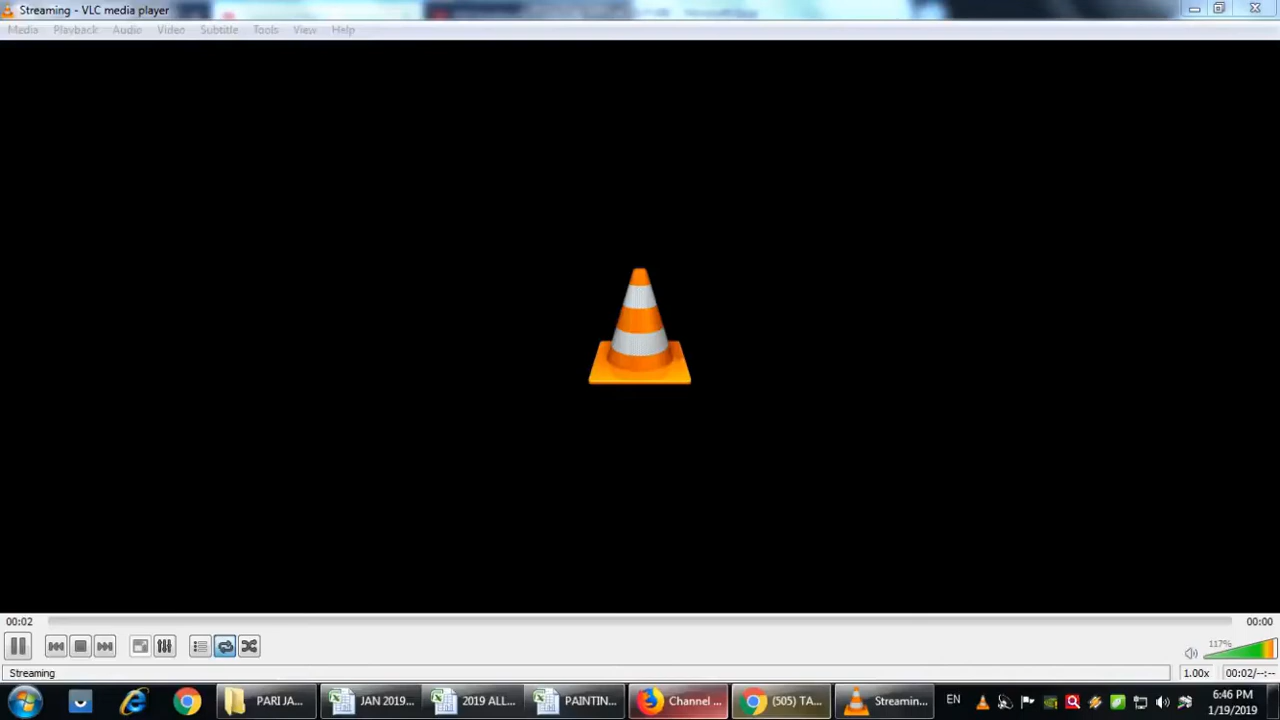 Streaming - VLC media player
Media Playback Audio Video Subtitle Tools View Help
00:02 00:00
117%
Streaming 1.00x 00:02/--:--
PARI JA... JAN 2019... 2019 ALL... PAINTIN... Channel ... (505) TA... Streamin... EN 6:46 PM
1/19/2019